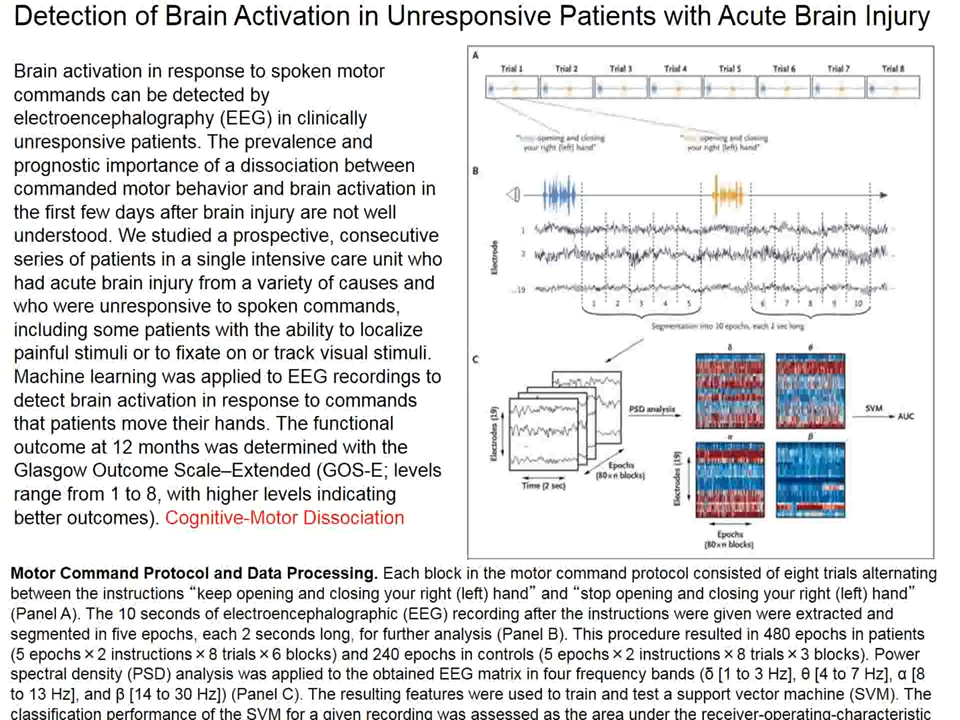 Detection of Brain Activation in Unresponsive Patients with Acute Brain Injury
Brain activation in response to spoken motor
commands can be detected by
electroencephalography (EEG) in clinically
unresponsive patients. The prevalence and
prognostic importance of a dissociation between
commanded motor behavior and brain activation in
the first few days after brain injury are not well
understood. We studied a prospective, consecutive
series of patients in a single intensive care unit who
had acute brain injury from a variety of causes and
who were unresponsive to spoken commands,
including some patients with the ability to localize
painful stimuli or to fixate on or track visual stimuli.
Machine learning was applied to EEG recordings to
detect brain activation in response to commands
that patients move their hands. The functional
outcome at 12 months was determined with the
Glasgow Outcome Scale–Extended (GOS-E; levels
range from 1 to 8, with higher levels indicating
better outcomes). Cognitive-Motor Dissociation
A
Trial 1 Trial 2 Trial 3 Trial 4 Trial 5 Trial 6 Trial 7 Trial 8
opening and closing
your right (left) hand"
opening and closing
your right (left) hand"
B
Electrode
1
2
...19
1 2 3 4 5 6 7 8 9 10
Segmentation into 10 epochs, each 2 sec long
C
Electrodes (19)
Time (2 sec)
Epochs
(80×n blocks)
PSD analysis
δ θ
α β
Electrodes (19)
Epochs
(80×n blocks)
SVM
AUC
Motor Command Protocol and Data Processing. Each block in the motor command protocol consisted of eight trials alternating
between the instructions “keep opening and closing your right (left) hand” and “stop opening and closing your right (left) hand”
(Panel A). The 10 seconds of electroencephalographic (EEG) recording after the instructions were given were extracted and
segmented in five epochs, each 2 seconds long, for further analysis (Panel B). This procedure resulted in 480 epochs in patients
(5 epochs × 2 instructions × 8 trials × 6 blocks) and 240 epochs in controls (5 epochs × 2 instructions × 8 trials × 3 blocks). Power
spectral density (PSD) analysis was applied to the obtained EEG matrix in four frequency bands (δ [1 to 3 Hz], θ [4 to 7 Hz], α [8
to 13 Hz], and β [14 to 30 Hz]) (Panel C). The resulting features were used to train and test a support vector machine (SVM). The
classification performance of the SVM for a given recording was assessed as the area under the receiver-operating-characteristic